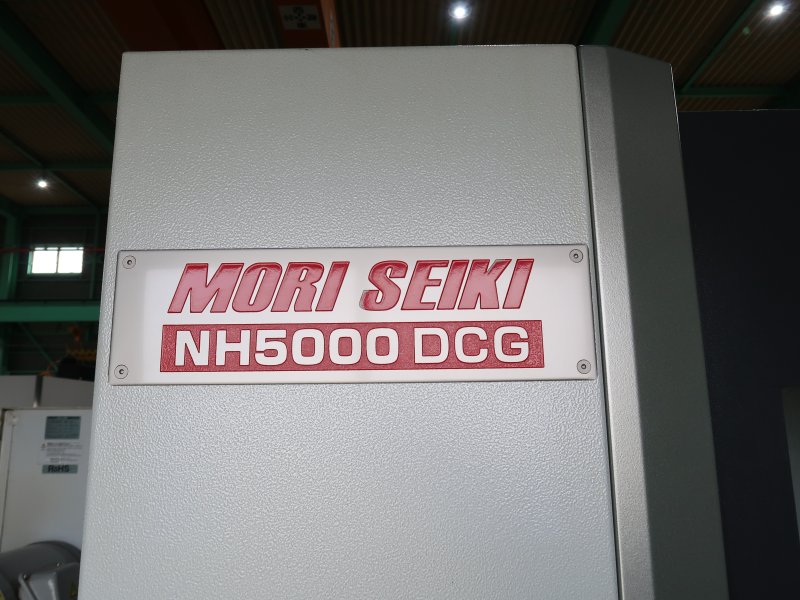 MORI SEIKI
NH5000 DCG
RoHS